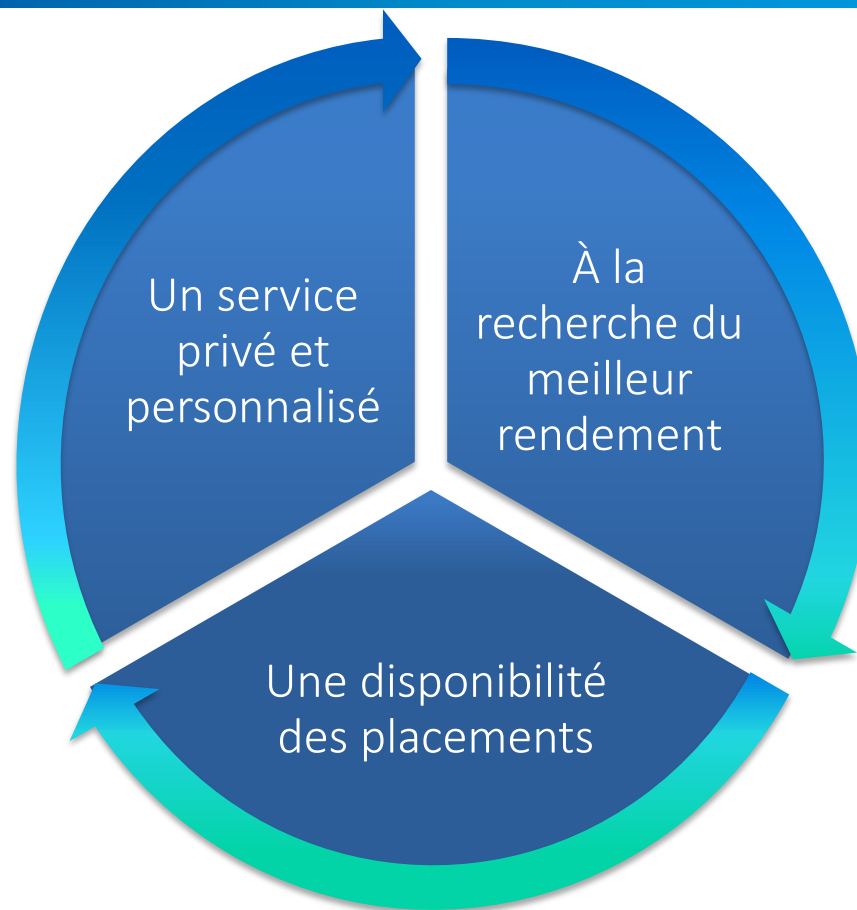 Un service
privé et
personnalisé
À la
recherche du
meilleur
rendement
Une disponibilité
des placements